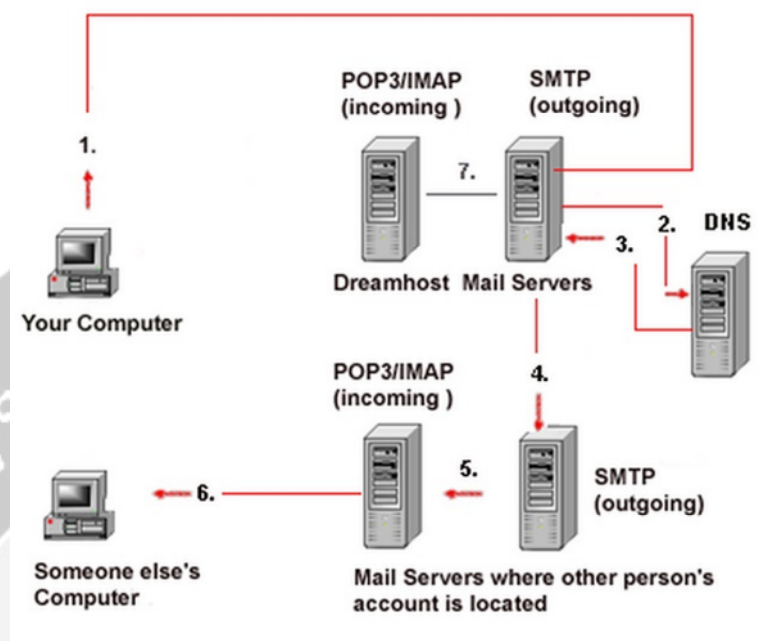 POP3/IMAP
(incoming )
SMTP
(outgoing)
1.
7.
2.
DNS
3.
Dreamhost Mail Servers
Your Computer
POP3/IMAP
(incoming )
4.
5.
SMTP
(outgoing)
6.
Someone else's
Computer
Mail Servers where other person's
account is located